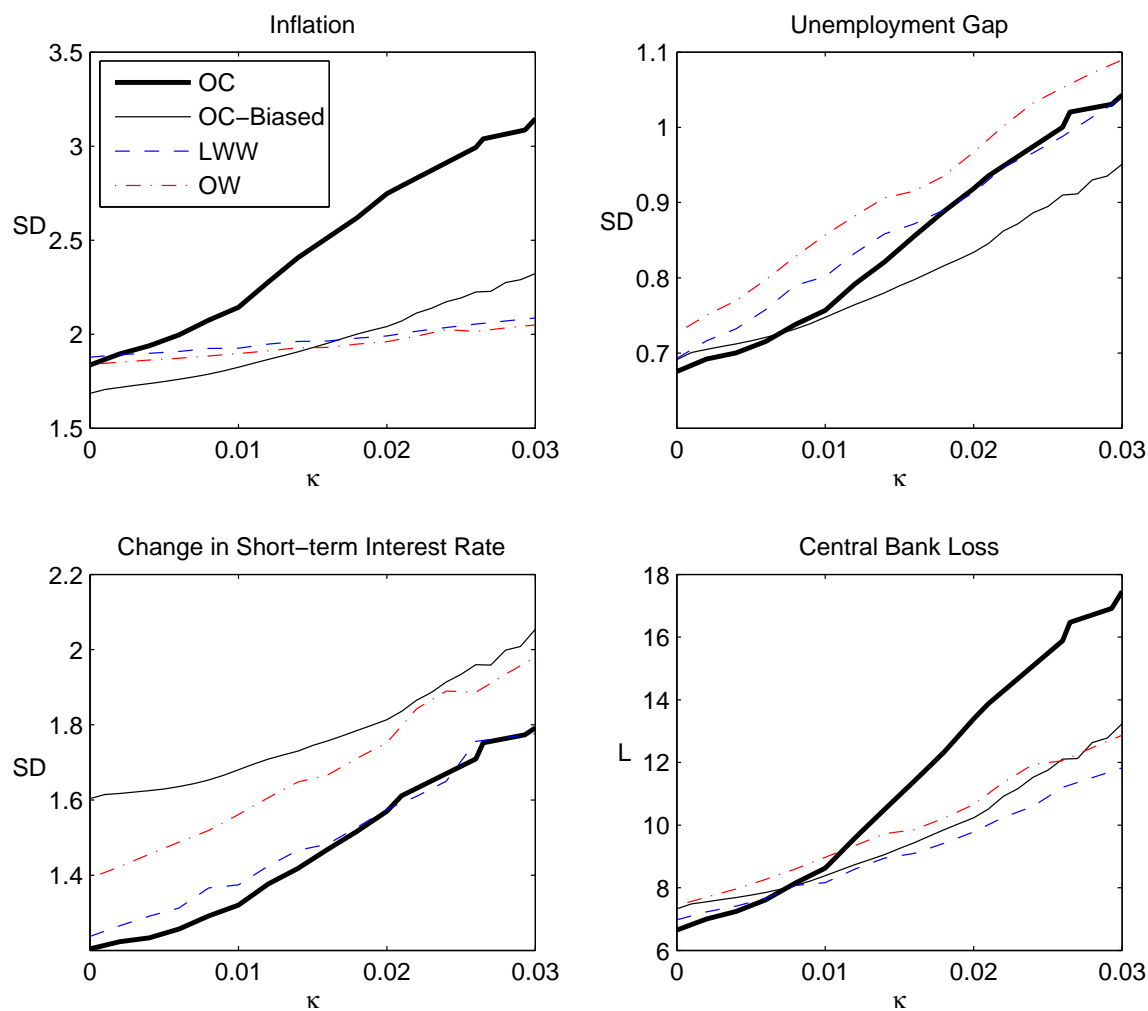 Inflation
3.5
3
2.5
2
1.5
SD
OC
OC−Biased
LWW
OW
0
0.01
0.02
0.03
κ
Unemployment Gap
1.1
1
0.9
0.8
0.7
SD
0
0.01
0.02
0.03
κ
Change in Short−term Interest Rate
2.2
2
1.8
1.6
1.4
SD
0
0.01
0.02
0.03
κ
Central Bank Loss
18
16
14
12
10
8
6
L
0
0.01
0.02
0.03
κ